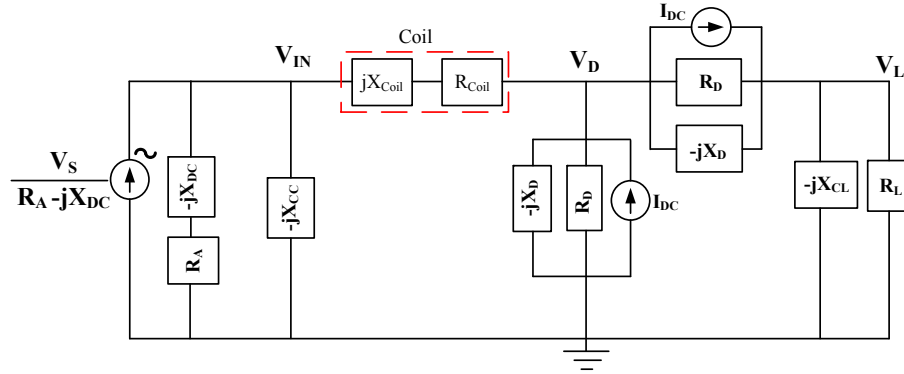 Coil
I_DC
V_IN
V_D
V_L
jX_Coil
R_Coil
R_D
-jX_D
V_S
R_A -jX_DC
-jX_DC
R_A
-jX_CC
-jX_D
R_D
I_DC
-jX_CL
R_L